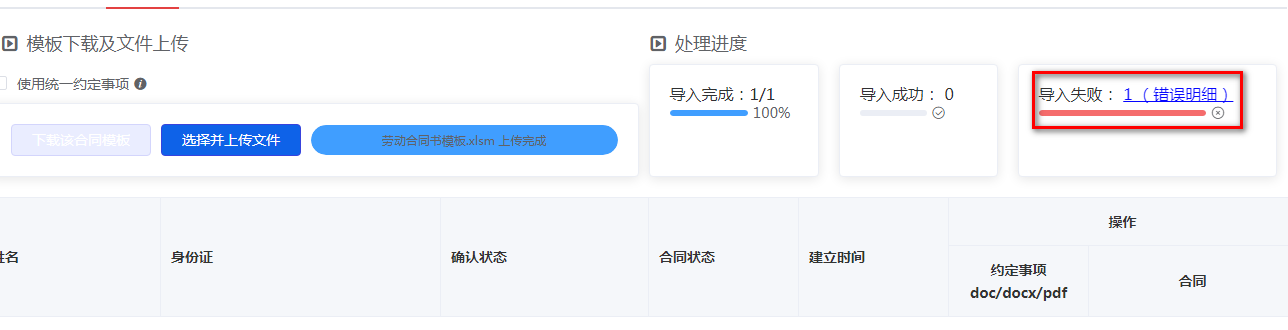 模板下载及文件上传
处理进度
使用统一约定事项
导入完成：1/1
100%
导入成功： 0
导入失败： 1 （ 错误明细 ）
下载该合同模板
选择并上传文件
劳动合同书模板.xlsm 上传完成
姓名
身份证
确认状态
合同状态
建立时间
操作
约定事项
doc/docx/pdf
合同